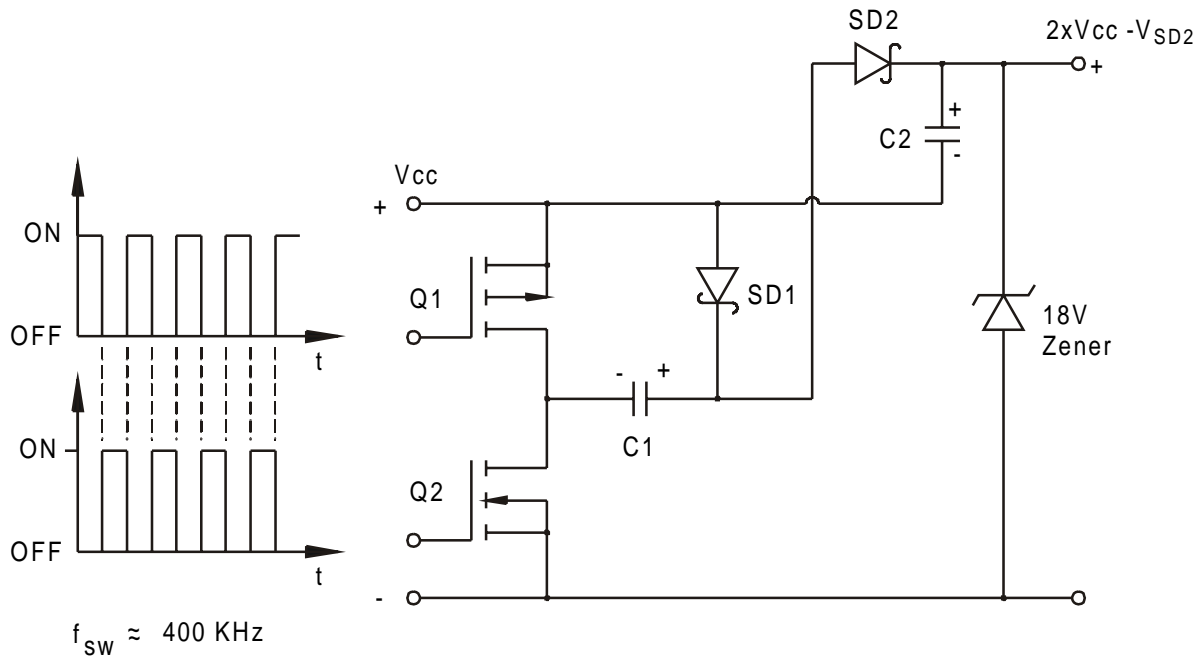 SD2
2xVcc -VSD2
+
+
C2
-
Vcc
+
ON
Q1
SD1
OFF
18V
Zener
t
- +
C1
ON
Q2
OFF
t
-
fsw ≈ 400 KHz